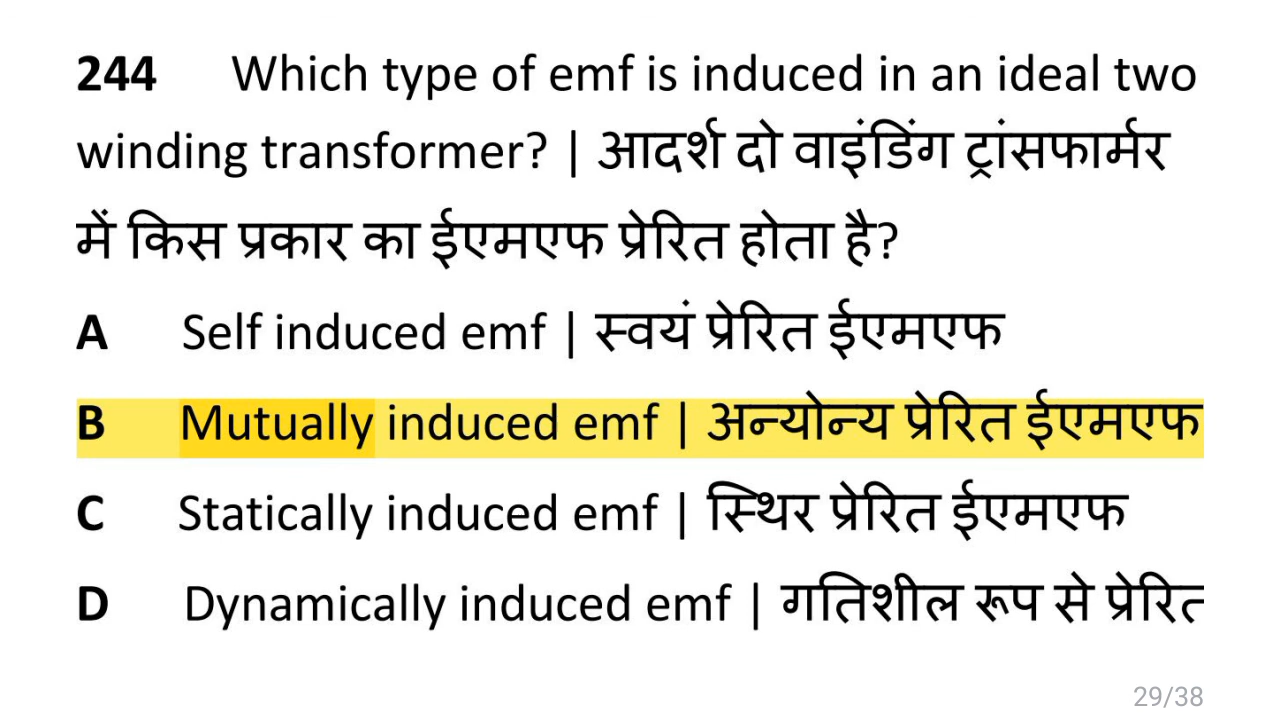 244 Which type of emf is induced in an ideal two
winding transformer? | आदर्श दो वाइंडिंग ट्रांसफार्मर
में किस प्रकार का ईएमएफ प्रेरित होता है?
A Self induced emf | स्वयं प्रेरित ईएमएफ
B Mutually induced emf | अन्योन्य प्रेरित ईएमएफ
C Statically induced emf | स्थिर प्रेरित ईएमएफ
D Dynamically induced emf | गतिशील रूप से प्रेरित
29/38